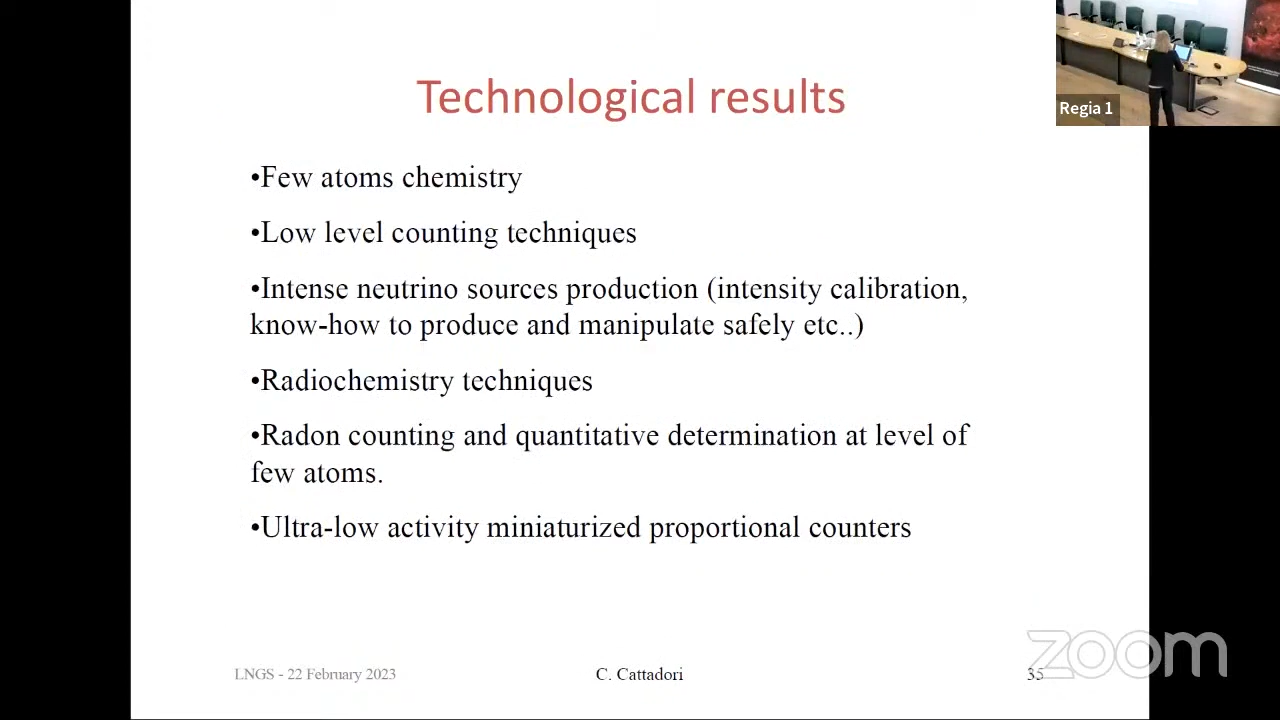 Technological results
Regia 1
•Few atoms chemistry
•Low level counting techniques
•Intense neutrino sources production (intensity calibration,
know-how to produce and manipulate safely etc..)
•Radiochemistry techniques
•Radon counting and quantitative determination at level of
few atoms.
•Ultra-low activity miniaturized proportional counters
LNGS - 22 February 2023
C. Cattadori
35
zoom